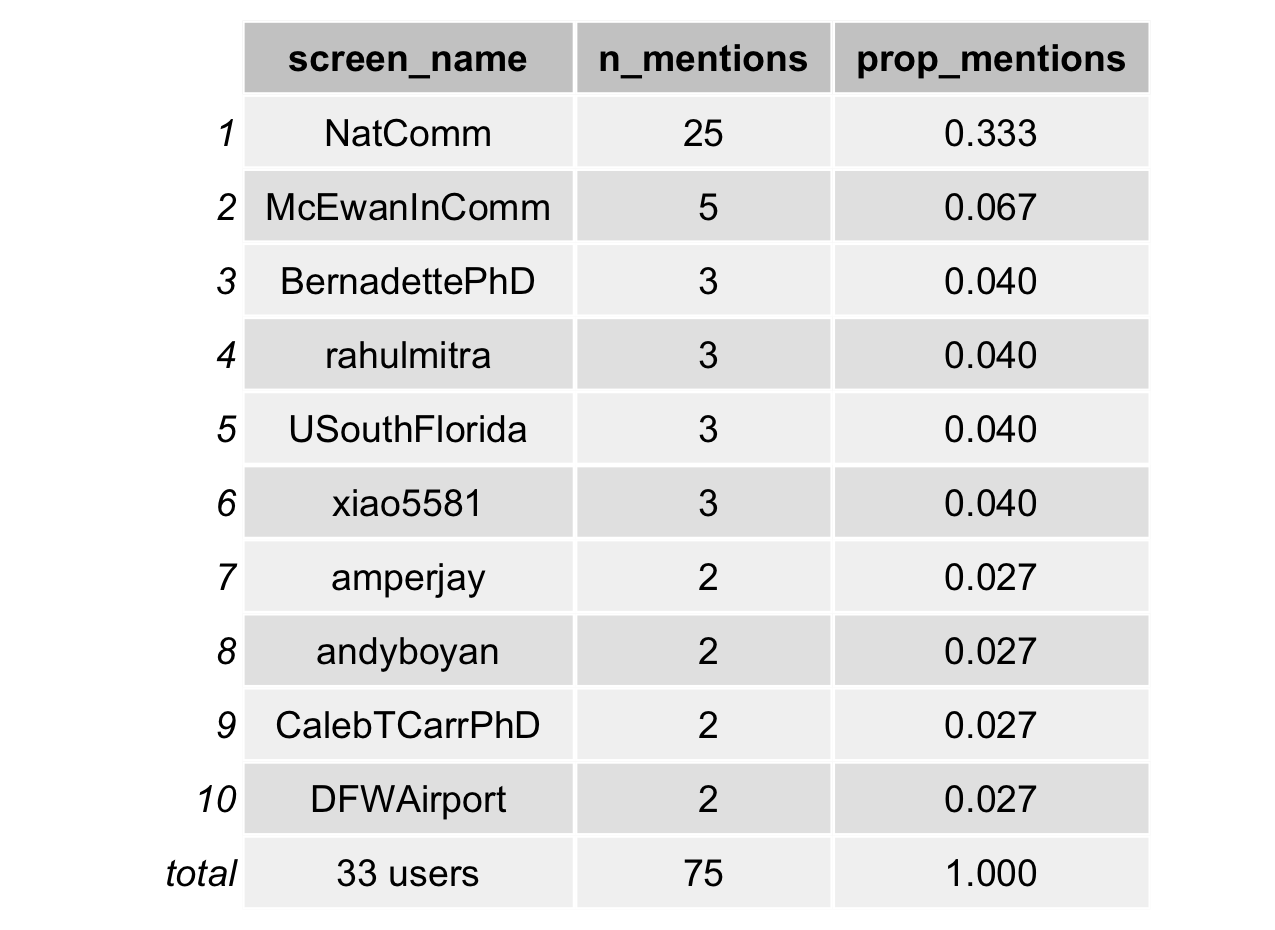 screen_name n_mentions prop_mentions
1 NatComm 25 0.333
2 McEwanInComm 5 0.067
3 BernadettePhD 3 0.040
4 rahulmitra 3 0.040
5 USouthFlorida 3 0.040
6 xiao5581 3 0.040
7 amperjay 2 0.027
8 andyboyan 2 0.027
9 CalebTCarrPhD 2 0.027
10 DFWAirport 2 0.027
total 33 users 75 1.000